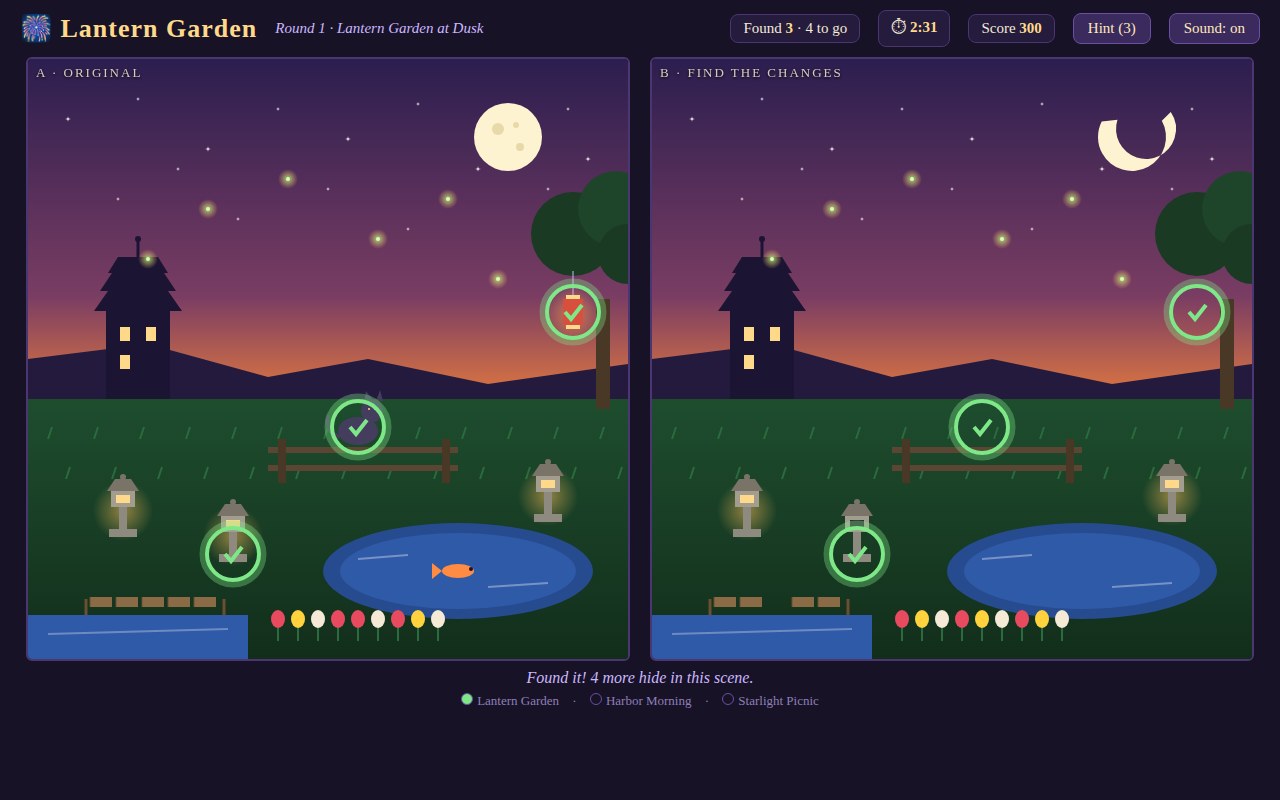 Lantern Garden
Round 1 · Lantern Garden at Dusk
Found 3 · 4 to go
2:31
Score 300
Hint (3)
Sound: on
A · ORIGINAL
B · FIND THE CHANGES
Found it! 4 more hide in this scene.
Lantern Garden · Harbor Morning · Starlight Picnic